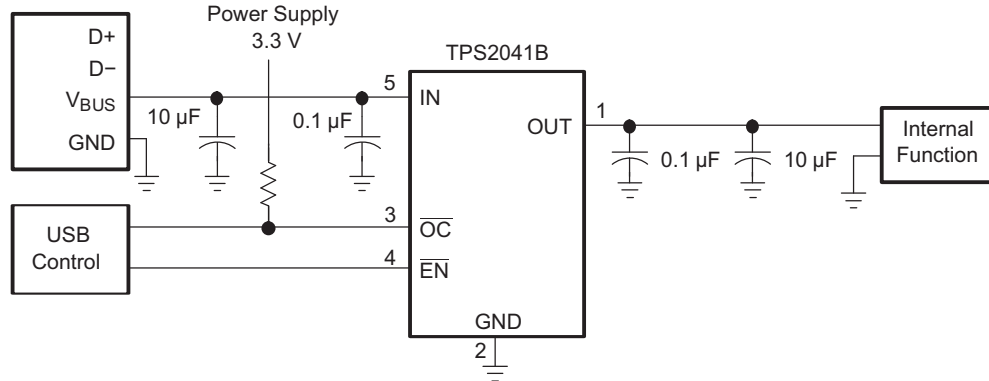 Power Supply
3.3 V
D+
D−
VBUS
GND
10 µF
0.1 µF
TPS2041B
5
IN
1
OUT
0.1 µF
10 µF
Internal
Function
USB
Control
3
OC
4
EN
GND
2